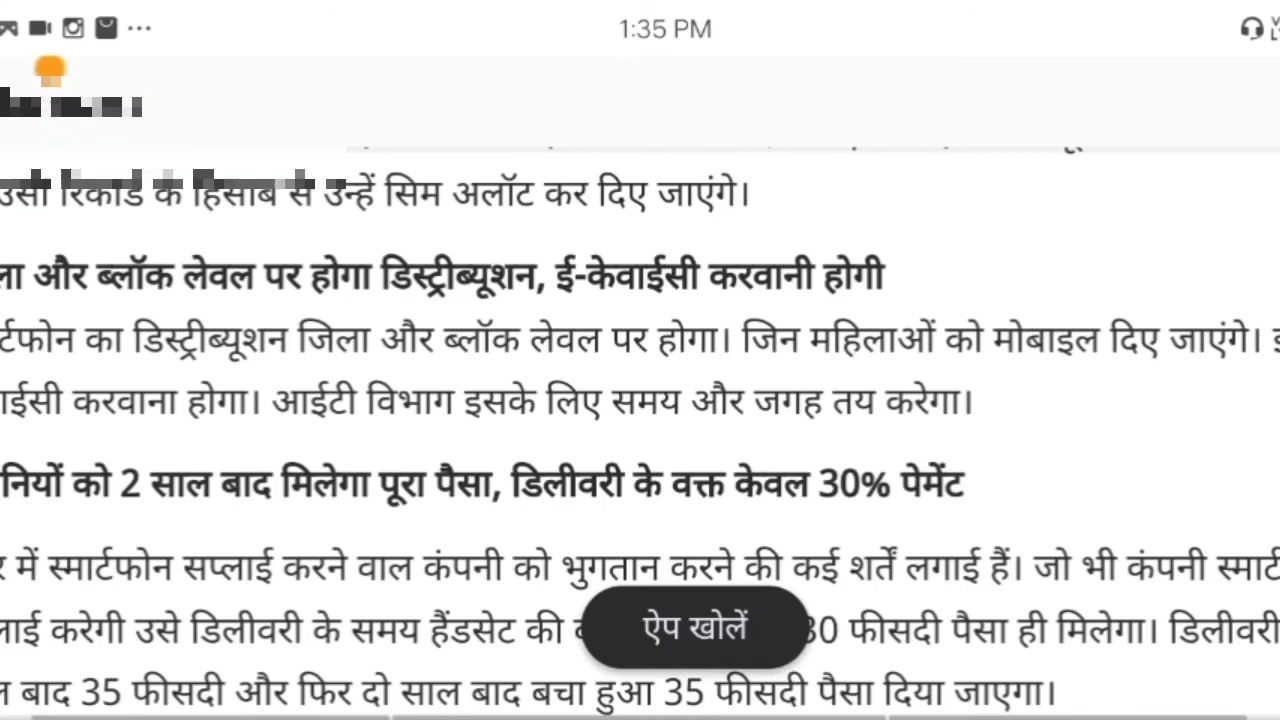 1:35 PM
रिकॉर्ड के हिसाब से उन्हें सिम अलॉट कर दिए जाएंगे।
और ब्लॉक लेवल पर होगा डिस्ट्रीब्यूशन, ई-केवाईसी करवानी होगी
का डिस्ट्रीब्यूशन जिला और ब्लॉक लेवल पर होगा। जिन महिलाओं को मोबाइल दिए जाएंगे।
करवाना होगा। आईटी विभाग इसके लिए समय और जगह तय करेगा।
को 2 साल बाद मिलेगा पूरा पैसा, डिलीवरी के वक्त केवल 30% पेमेंट
में स्मार्टफोन सप्लाई करने वाल कंपनी को भुगतान करने की कई शर्तें लगाई हैं। जो भी कंपनी
करेगी उसे डिलीवरी के समय हैंडसेट की 30 फीसदी पैसा ही मिलेगा। डिलीवरी
ऐप खोलें
बाद 35 फीसदी और फिर दो साल बाद बचा हुआ 35 फीसदी पैसा दिया जाएगा।